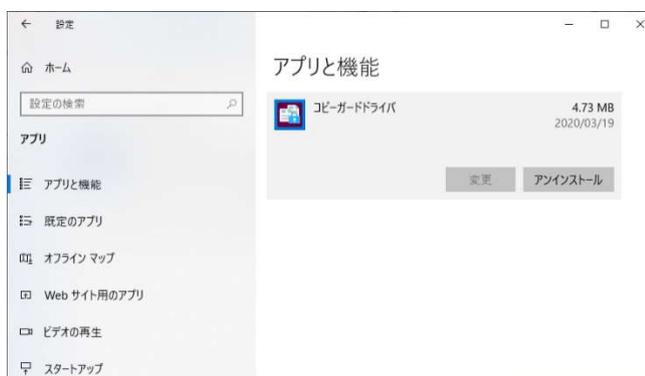 設定
ホーム
設定の検索
アプリ
アプリと機能
既定のアプリ
オフライン マップ
Web サイト用のアプリ
ビデオの再生
スタートアップ
アプリと機能
コピーガードドライバ
4.73 MB
2020/03/19
変更
アンインストール